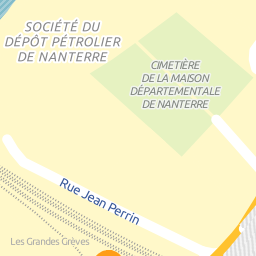 SOCIÉTÉ DU
DÉPÔT PÉTROLIER
DE NANTERRE
CIMETIÈRE
DE LA MAISON
DÉPARTEMENTALE
DE NANTERRE
Rue Jean Perrin
Les Grandes Grèves